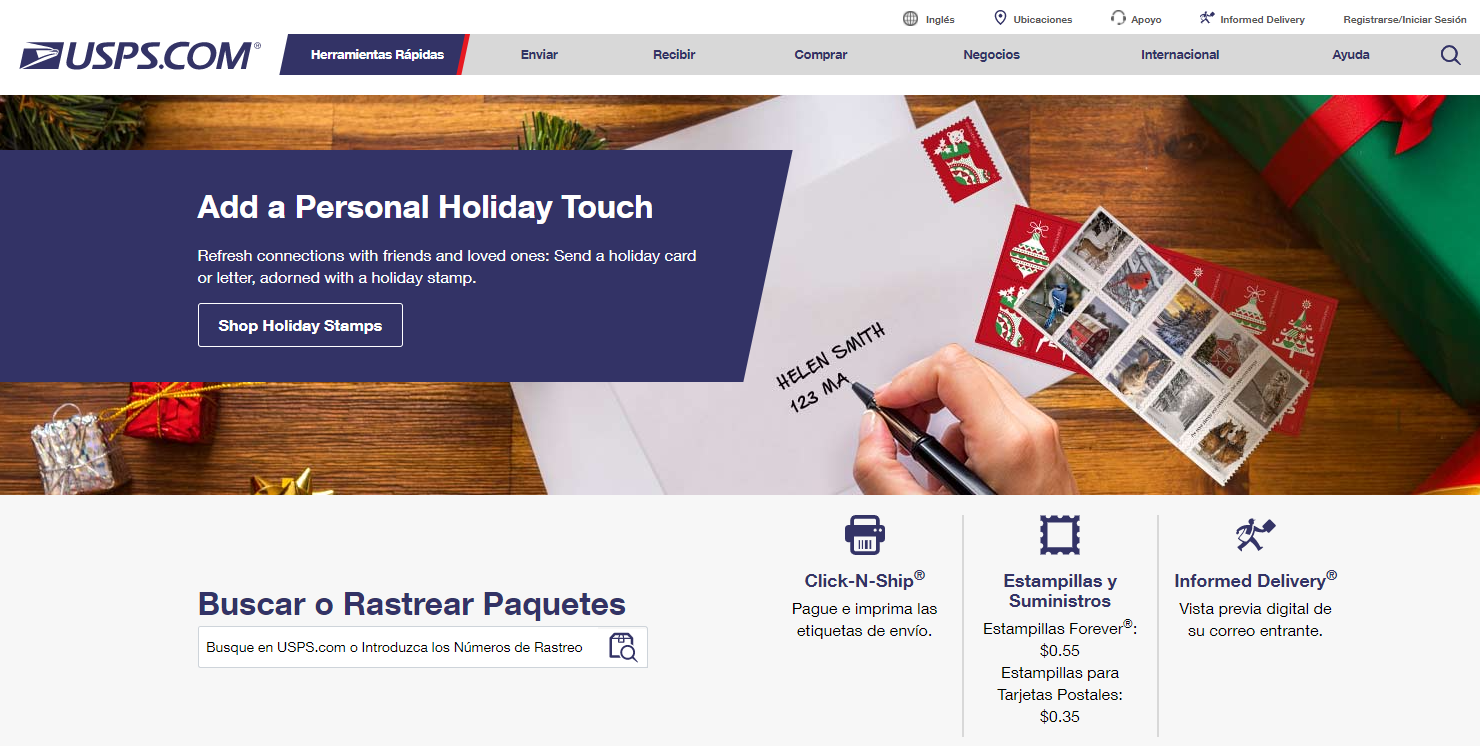 Inglés
Ubicaciones
Apoyo
Informed Delivery
Registrarse/Iniciar Sesión
USPS.COM®
Herramientas Rápidas
Enviar
Recibir
Comprar
Negocios
Internacional
Ayuda
Add a Personal Holiday Touch
Refresh connections with friends and loved ones: Send a holiday card
or letter, adorned with a holiday stamp.
Shop Holiday Stamps
HELEN SMITH
123 MA
Buscar o Rastrear Paquetes
Busque en USPS.com o Introduzca los Números de Rastreo
Click-N-Ship®
Pague e imprima las
etiquetas de envío.
Estampillas y
Suministros
Estampillas Forever®:
$0.55
Estampillas para
Tarjetas Postales:
$0.35
Informed Delivery®
Vista previa digital de
su correo entrante.